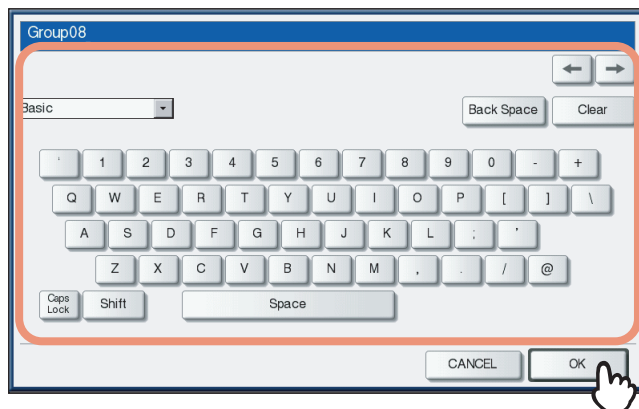 Group08
Basic
Back Space Clear
` 1 2 3 4 5 6 7 8 9 0 - +
Q W E R T Y U I O P [ ] \
A S D F G H J K L ; '
Z X C V B N M , . / @
Caps Lock Shift Space
CANCEL OK